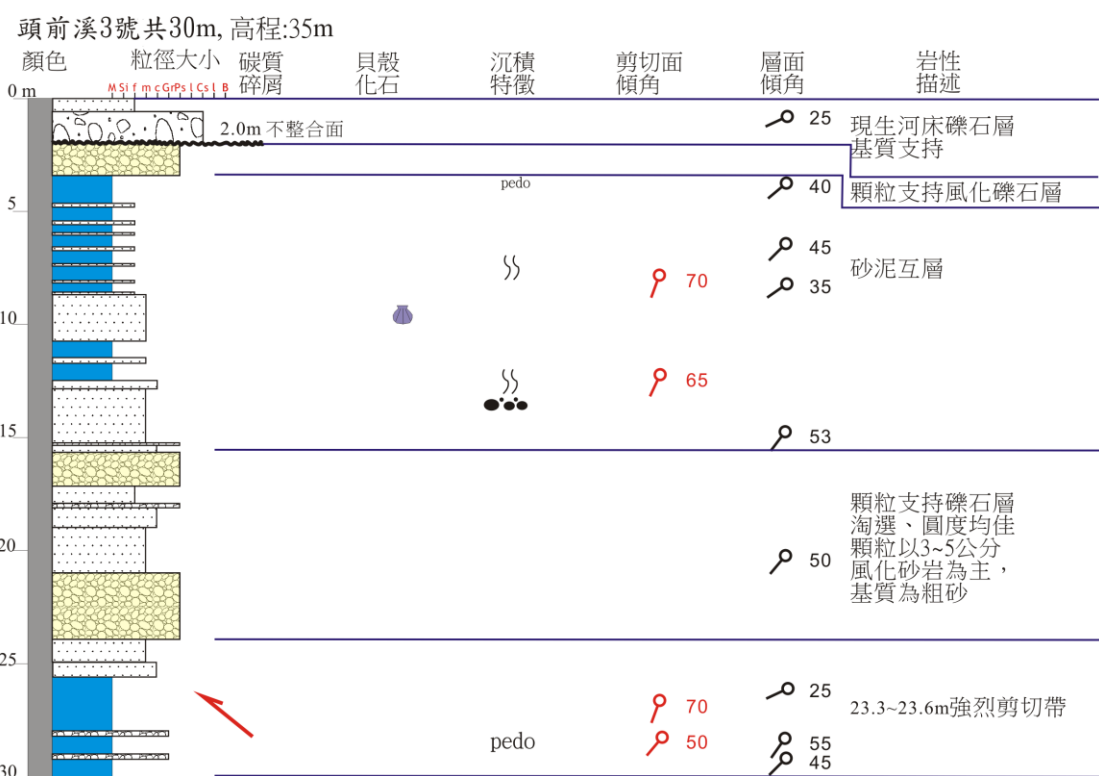 頭前溪3號共30m, 高程:35m
顏色 粒徑大小 碳質碎屑 貝殼化石 沉積特徵 剪切面傾角 層面傾角 岩性描述
M Si f m c Gr Ps l C s l B
0 m
25
現生河床礫石層
2.0m 不整合面
基質支持
pedo
40
顆粒支持風化礫石層
5
45
砂泥互層
70
35
10
65
15
53
顆粒支持礫石層
淘選、圓度均佳
顆粒以3~5公分
風化砂岩為主，
基質為粗砂
20
50
25
25
70
23.3~23.6m強烈剪切帶
pedo
50
55
45
30